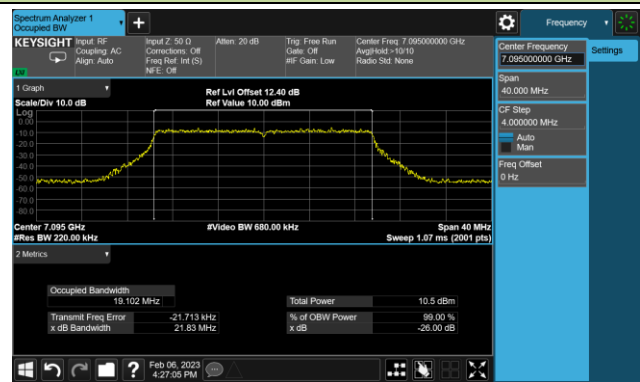 Spectrum Analyzer 1
Occupied BW
+
Frequency
KEYSIGHT
Input: RF
Coupling: AC
Align: Auto
Input Z: 50 Ω
Corrections: Off
Freq Ref: Int (S)
NFE: Off
Atten: 20 dB
Trig: Free Run
Gate: Off
#IF Gain: Low
Center Freq: 7.095000000 GHz
Avg|Hold:>10/10
Radio Std: None
Center Frequency
7.095000000 GHz
Settings
Span
40.000 MHz
CF Step
4.000000 MHz
Auto
Man
Freq Offset
0 Hz
1 Graph
Scale/Div 10.0 dB
Ref Lvl Offset 12.40 dB
Ref Value 10.00 dBm
Log
0.00
-10.0
-20.0
-30.0
-40.0
-50.0
-60.0
-70.0
-80.0
Center 7.095 GHz
#Res BW 220.00 kHz
#Video BW 680.00 kHz
Span 40 MHz
Sweep 1.07 ms (2001 pts)
2 Metrics
Occupied Bandwidth
19.102 MHz
Total Power 10.5 dBm
Transmit Freq Error -21.713 kHz
% of OBW Power 99.00 %
x dB Bandwidth 21.83 MHz
x dB -26.00 dB
?
Feb 06, 2023
4:27:05 PM